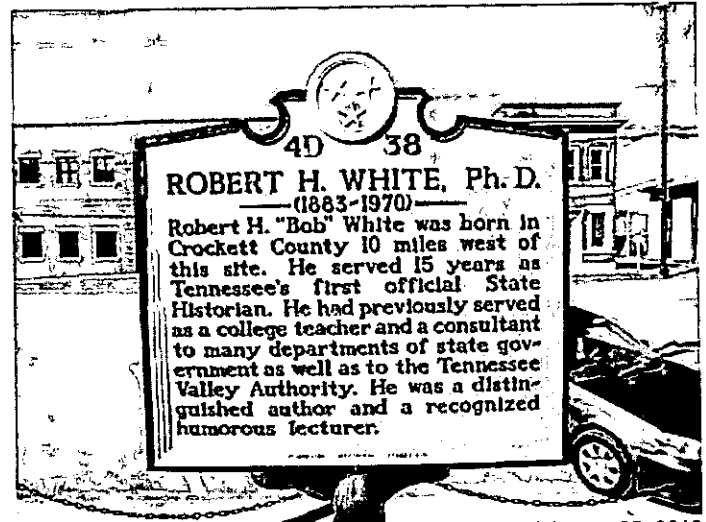 4D 38
ROBERT H. WHITE, Ph. D.
(1883-1970)
Robert H. "Bob" White was born in
Crockett County 10 miles west of
this site. He served 15 years as
Tennessee's first official State
Historian. He had previously served
as a college teacher and a consultant
to many departments of state gov-
ernment as well as to the Tennessee
Valley Authority. He was a distin-
guished author and a recognized
humorous lecturer.